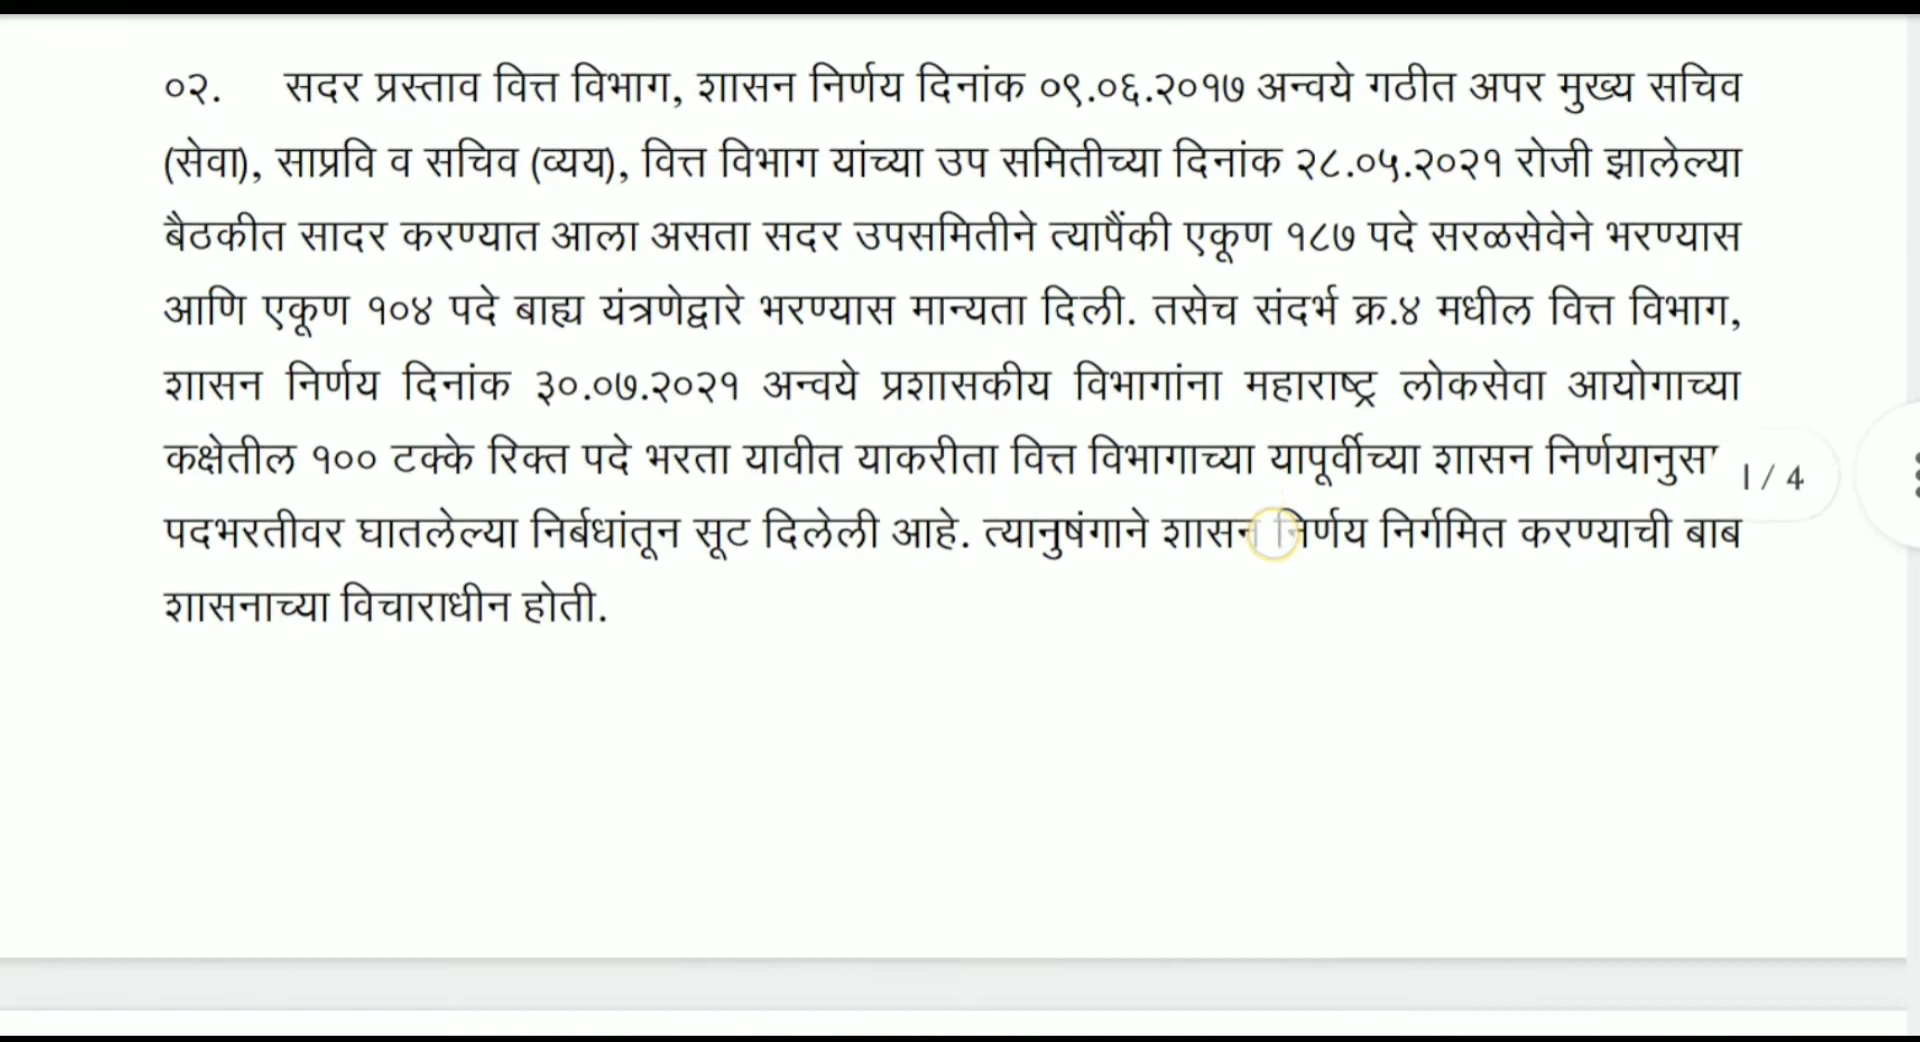 ०२. सदर प्रस्ताव वित्त विभाग, शासन निर्णय दिनांक ०९.०६.२०१७ अन्वये गठीत अपर मुख्य सचिव
(सेवा), साप्रवि व सचिव (व्यय), वित्त विभाग यांच्या उप समितीच्या दिनांक २८.०५.२०२१ रोजी झालेल्या
बैठकीत सादर करण्यात आला असता सदर उपसमितीने त्यापैंकी एकूण १८७ पदे सरळसेवेने भरण्यास
आणि एकूण १०४ पदे बाह्य यंत्रणेद्वारे भरण्यास मान्यता दिली. तसेच संदर्भ क्र.४ मधील वित्त विभाग,
शासन निर्णय दिनांक ३०.०७.२०२१ अन्वये प्रशासकीय विभागांना महाराष्ट्र लोकसेवा आयोगाच्या
कक्षेतील १०० टक्के रिक्त पदे भरता यावीत याकरीता वित्त विभागाच्या यापूर्वीच्या शासन
1 / 4
पदभरतीवर घातलेल्या निर्बधांतून सूट दिलेली आहे. त्यानुषंगाने शासन निर्णय निर्गमित करण्याची बाब
शासनाच्या विचाराधीन होती.